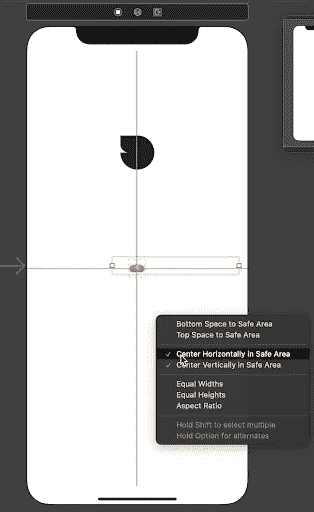 Bottom Space to Safe Area
Top Space to Safe Area
✓ Center Horizontally in Safe Area
✓ Center Vertically in Safe Area
Equal Widths
Equal Heights
Aspect Ratio
Hold Shift to select multiple
Hold Option for alternates